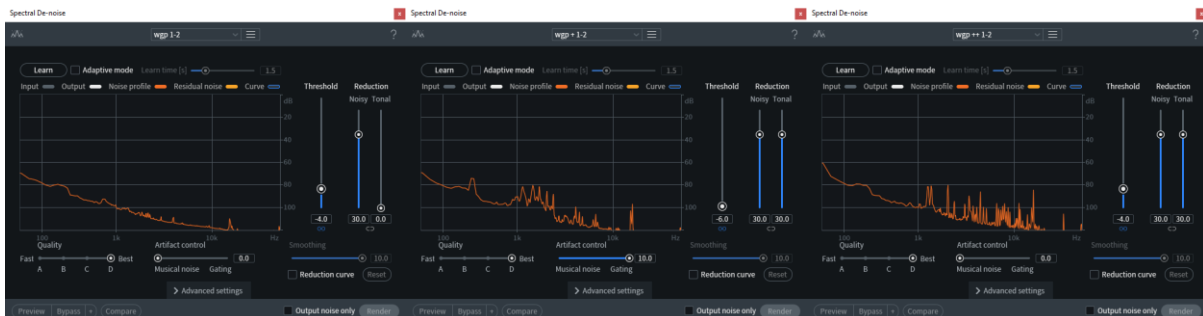 Spectral De-noise x Spectral De-noise x Spectral De-noise x
wgp 1-2 ? wgp + 1-2 ? wgp ++ 1-2 ?
Learn Adaptive mode Learn time [s] 1.5 Learn Adaptive mode Learn time [s] 1.5 Learn Adaptive mode Learn time [s] 1.5
Input Output Noise profile Residual noise Curve Threshold Reduction Input Output Noise profile Residual noise Curve Threshold Reduction Input Output Noise profile Residual noise Curve Threshold Reduction
dB Noisy Tonal dB Noisy Tonal dB Noisy Tonal
-20 -20 -20
-40 -40 -40
-60 -60 -60
-80 -80 -80
-100 -100 -100
-4.0 30.0 0.0 -6.0 30.0 30.0 -4.0 30.0 30.0
100 1k 10k Hz 100 1k 10k Hz 100 1k 10k Hz
Quality Artifact control Smoothing Quality Artifact control Smoothing Quality Artifact control Smoothing
Fast Best 0.0 10.0 Fast Best 10.0 10.0 Fast Best 0.0 10.0
A B C D Musical noise Gating Reduction curve Reset A B C D Musical noise Gating Reduction curve Reset A B C D Musical noise Gating Reduction curve Reset
> Advanced settings > Advanced settings > Advanced settings
Preview Bypass + Compare Output noise only Render Preview Bypass + Compare Output noise only Render Preview Bypass + Compare Output noise only Render